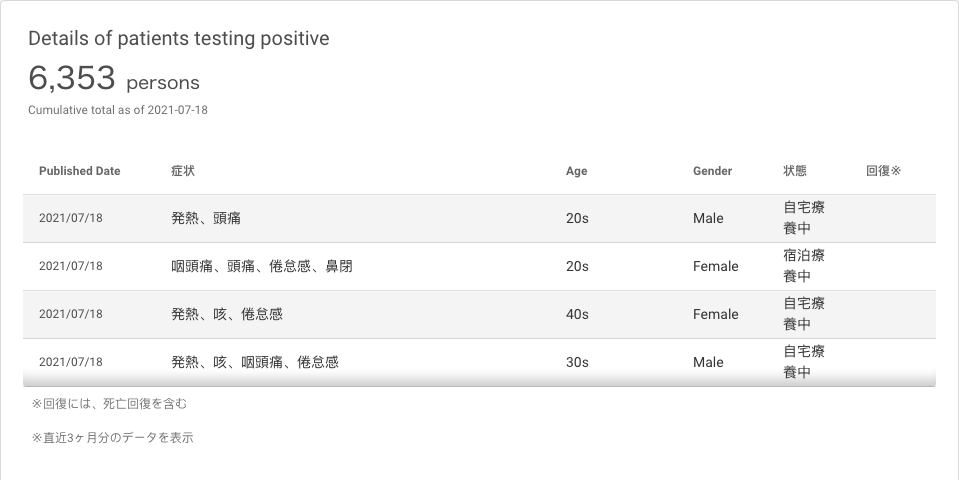 Details of patients testing positive
6,353 persons
Cumulative total as of 2021-07-18
Published Date 症状 Age Gender 状態 回復※
2021/07/18 発熱、頭痛 20s Male 自宅療
養中
2021/07/18 咽頭痛、頭痛、倦怠感、鼻閉 20s Female 宿泊療
養中
2021/07/18 発熱、咳、倦怠感 40s Female 自宅療
養中
2021/07/18 発熱、咳、咽頭痛、倦怠感 30s Male 自宅療
養中
※回復には、死亡回復を含む
※直近3ヶ月分のデータを表示